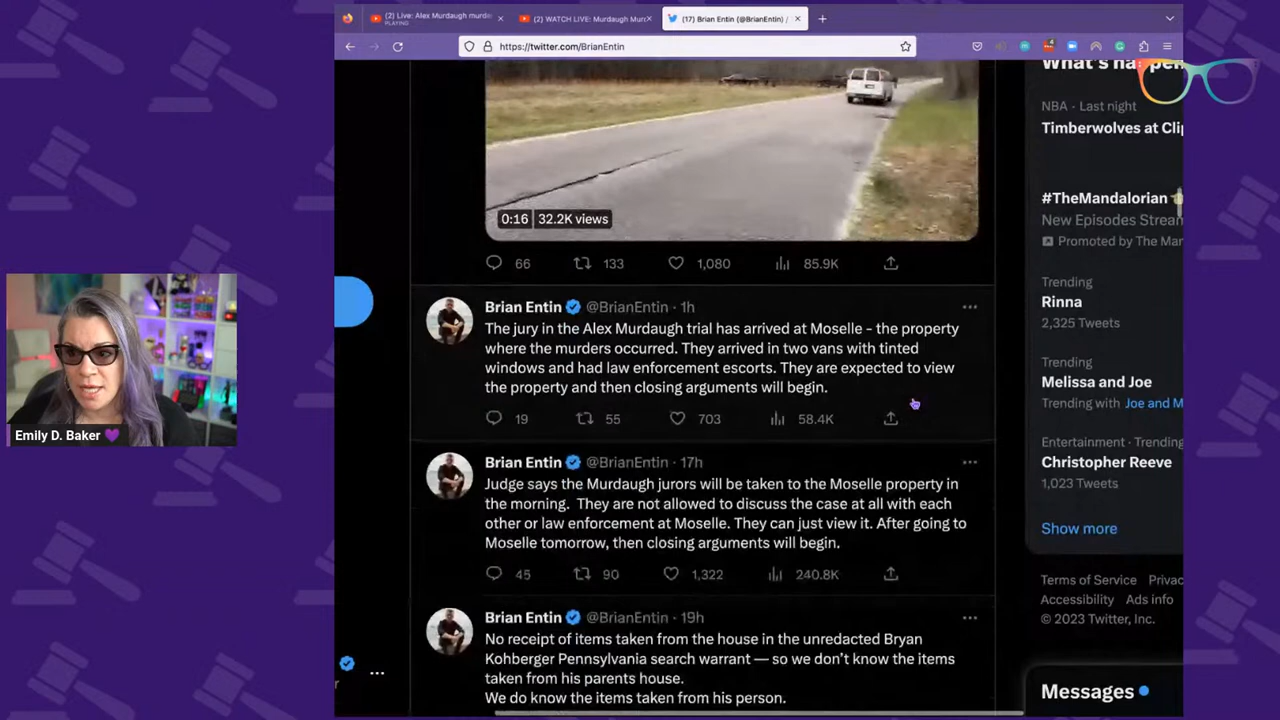 (2) Live: Alex Murdaugh murde
PLAYING
(2) WATCH LIVE: Murdaugh Mur
(17) Brian Entin (@BrianEntin) /
https://twitter.com/BrianEntin
0:16 32.2K views
66 133 1,080 85.9K
Brian Entin @BrianEntin · 1h
The jury in the Alex Murdaugh trial has arrived at Moselle - the property
where the murders occurred. They arrived in two vans with tinted
windows and had law enforcement escorts. They are expected to view
the property and then closing arguments will begin.
19 55 703 58.4K
Brian Entin @BrianEntin · 17h
Judge says the Murdaugh jurors will be taken to the Moselle property in
the morning. They are not allowed to discuss the case at all with each
other or law enforcement at Moselle. They can just view it. After going to
Moselle tomorrow, then closing arguments will begin.
45 90 1,322 240.8K
Brian Entin @BrianEntin · 19h
No receipt of items taken from the house in the unredacted Bryan
Kohberger Pennsylvania search warrant — so we don't know the items
taken from his parents house.
We do know the items taken from his person.
What's
NBA · Last night
Timberwolves at Clip
#TheMandalorian
New Episodes Stream
Promoted by The Man
Trending
Rinna
2,325 Tweets
Trending
Melissa and Joe
Trending with Joe and M
Entertainment · Trending
Christopher Reeve
1,023 Tweets
Show more
Terms of Service Privac
Accessibility Ads info
© 2023 Twitter, Inc.
Messages
Emily D. Baker